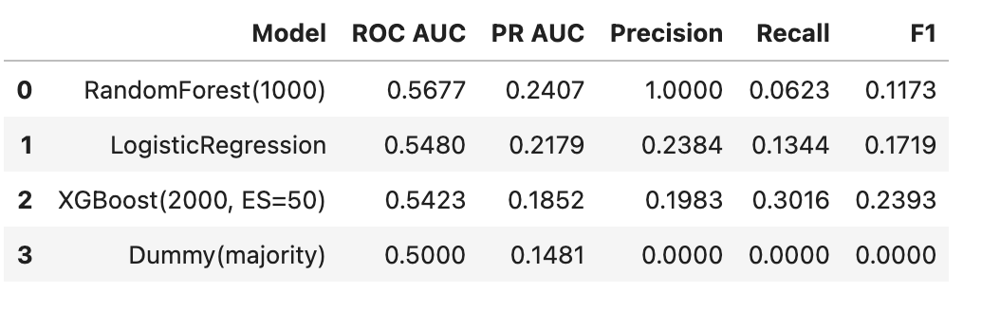 Model ROC AUC PR AUC Precision Recall F1
0 RandomForest(1000) 0.5677 0.2407 1.0000 0.0623 0.1173
1 LogisticRegression 0.5480 0.2179 0.2384 0.1344 0.1719
2 XGBoost(2000, ES=50) 0.5423 0.1852 0.1983 0.3016 0.2393
3 Dummy(majority) 0.5000 0.1481 0.0000 0.0000 0.0000